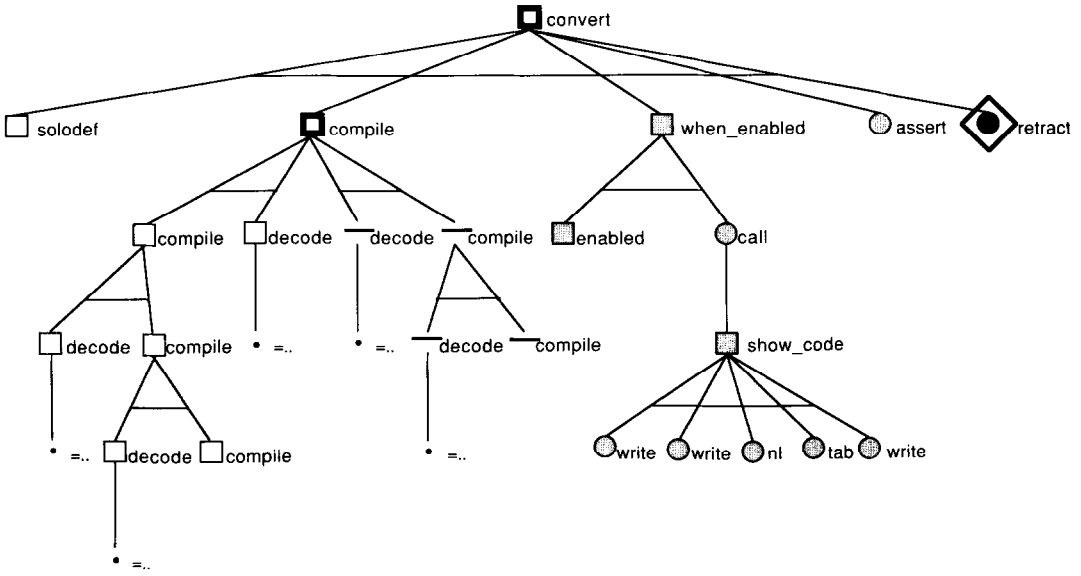 convert
solodef
compile
when_enabled
assert
retract
compile
decode
decode
compile
enabled
call
decode
compile
=..
=..
decode
compile
show_code
=..
decode
compile
=..
write
write
nl
tab
write
=..